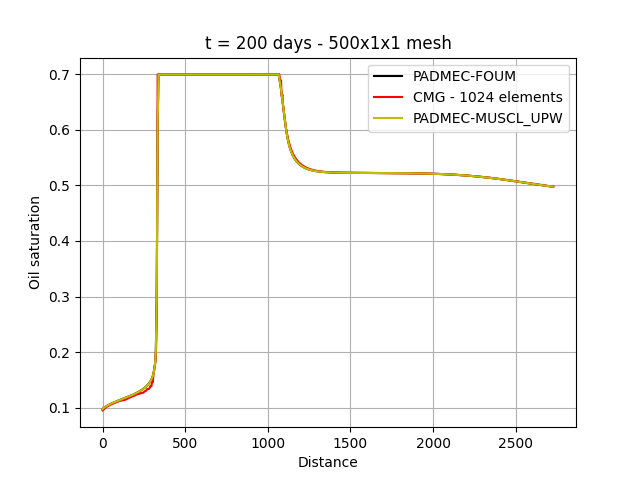 t = 200 days - 500x1x1 mesh
PADMEC-FOUM
CMG - 1024 elements
PADMEC-MUSCL_UPW
Oil saturation
0.7
0.6
0.5
0.4
0.3
0.2
0.1
0 500 1000 1500 2000 2500
Distance